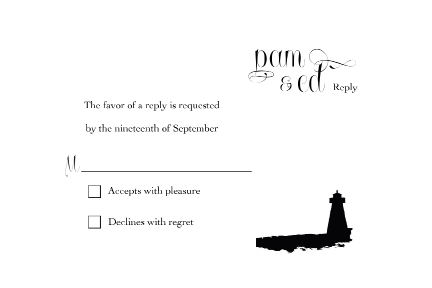 pam
& ed Reply
The favor of a reply is requested
by the nineteenth of September
M
Accepts with pleasure
Declines with regret